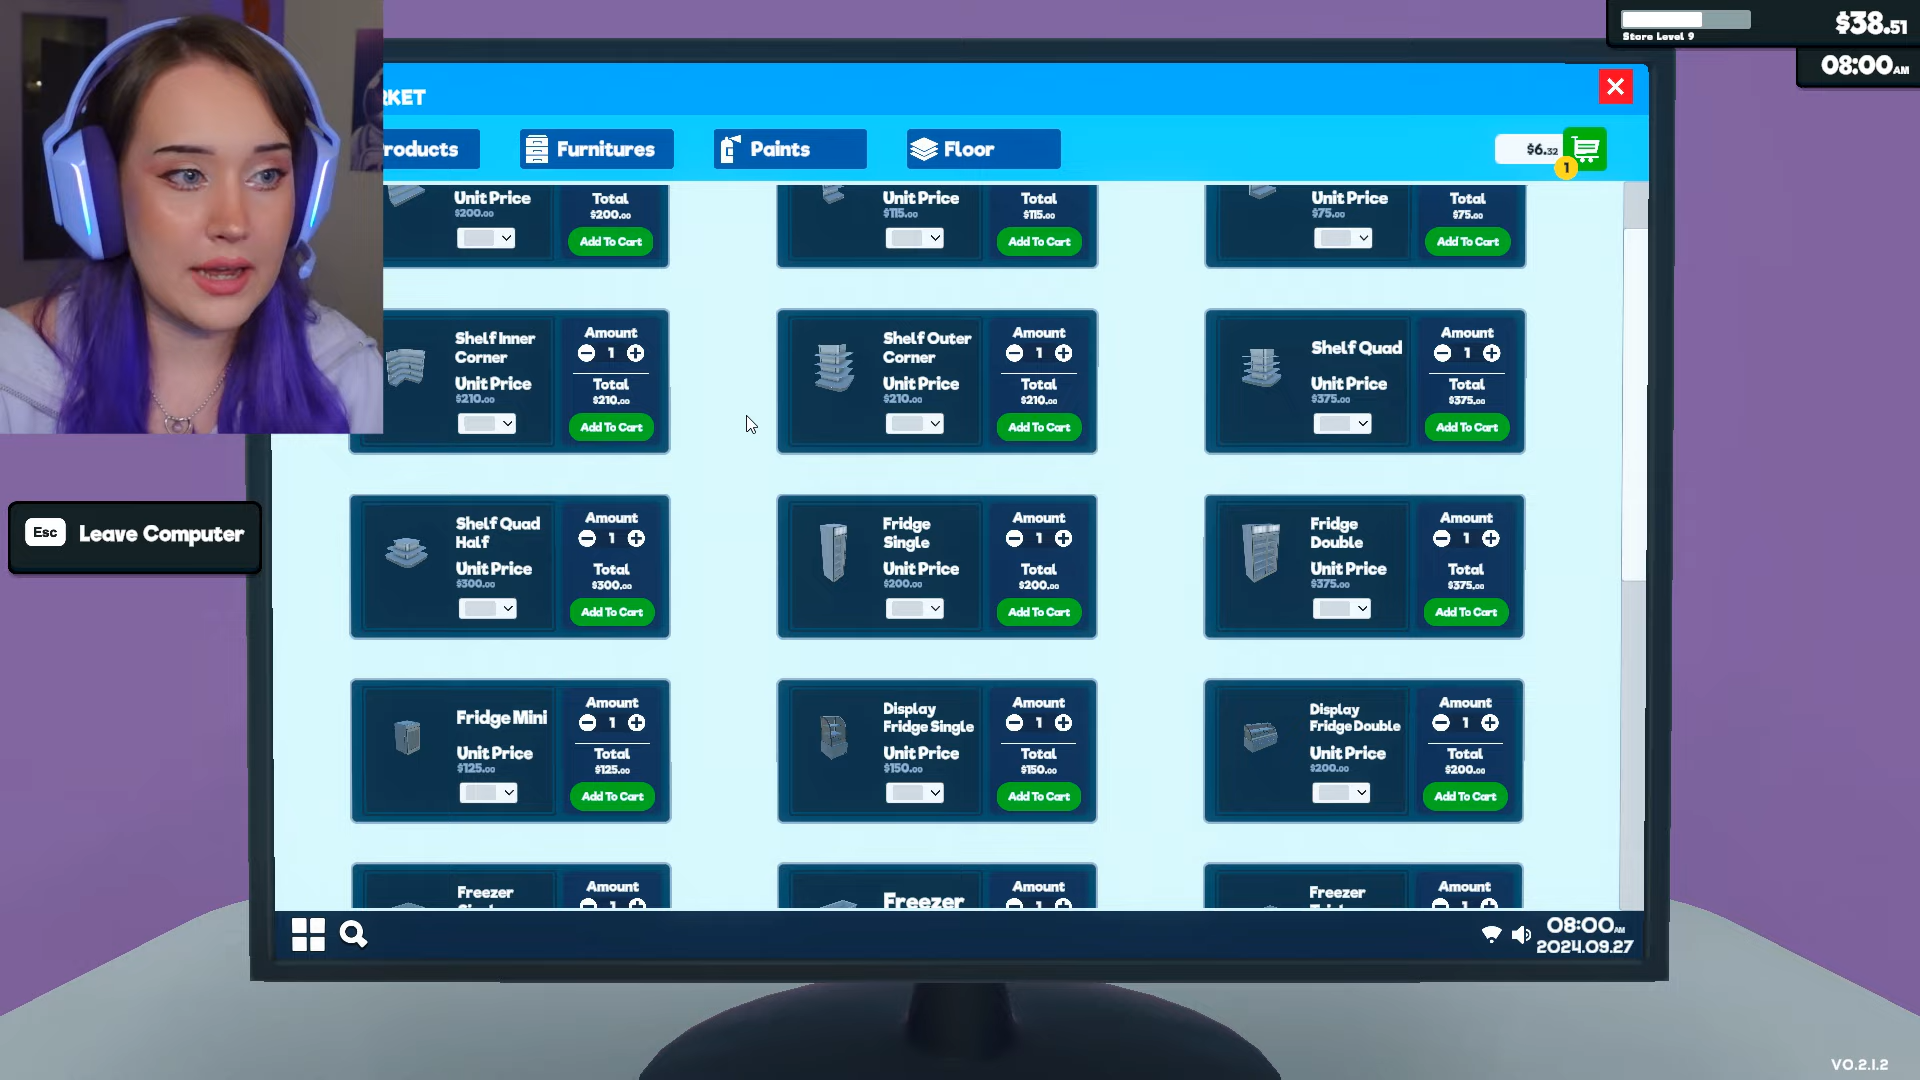 $38.51
Store Level 9
08:00AM
RKET
roducts
Furnitures
Paints
Floor
$6.32
1
Unit Price
$200.00
Total
$200.00
Add To Cart
Unit Price
$115.00
Total
$115.00
Add To Cart
Unit Price
$75.00
Total
$75.00
Add To Cart
Shelf Inner
Corner
Unit Price
$210.00
Amount
1
Total
$210.00
Add To Cart
Shelf Outer
Corner
Unit Price
$210.00
Amount
1
Total
$210.00
Add To Cart
Shelf Quad
Unit Price
$375.00
Amount
1
Total
$375.00
Add To Cart
Esc
Leave Computer
Shelf Quad
Half
Unit Price
$300.00
Amount
1
Total
$300.00
Add To Cart
Fridge
Single
Unit Price
$200.00
Amount
1
Total
$200.00
Add To Cart
Fridge
Double
Unit Price
$375.00
Amount
1
Total
$375.00
Add To Cart
Fridge Mini
Unit Price
$125.00
Amount
1
Total
$125.00
Add To Cart
Display
Fridge Single
Unit Price
$150.00
Amount
1
Total
$150.00
Add To Cart
Display
Fridge Double
Unit Price
$200.00
Amount
1
Total
$200.00
Add To Cart
Freezer
Amount
1
Freezer
Amount
1
Freezer
Amount
1
08:00AM
2024.09.27
V0.2.1.2